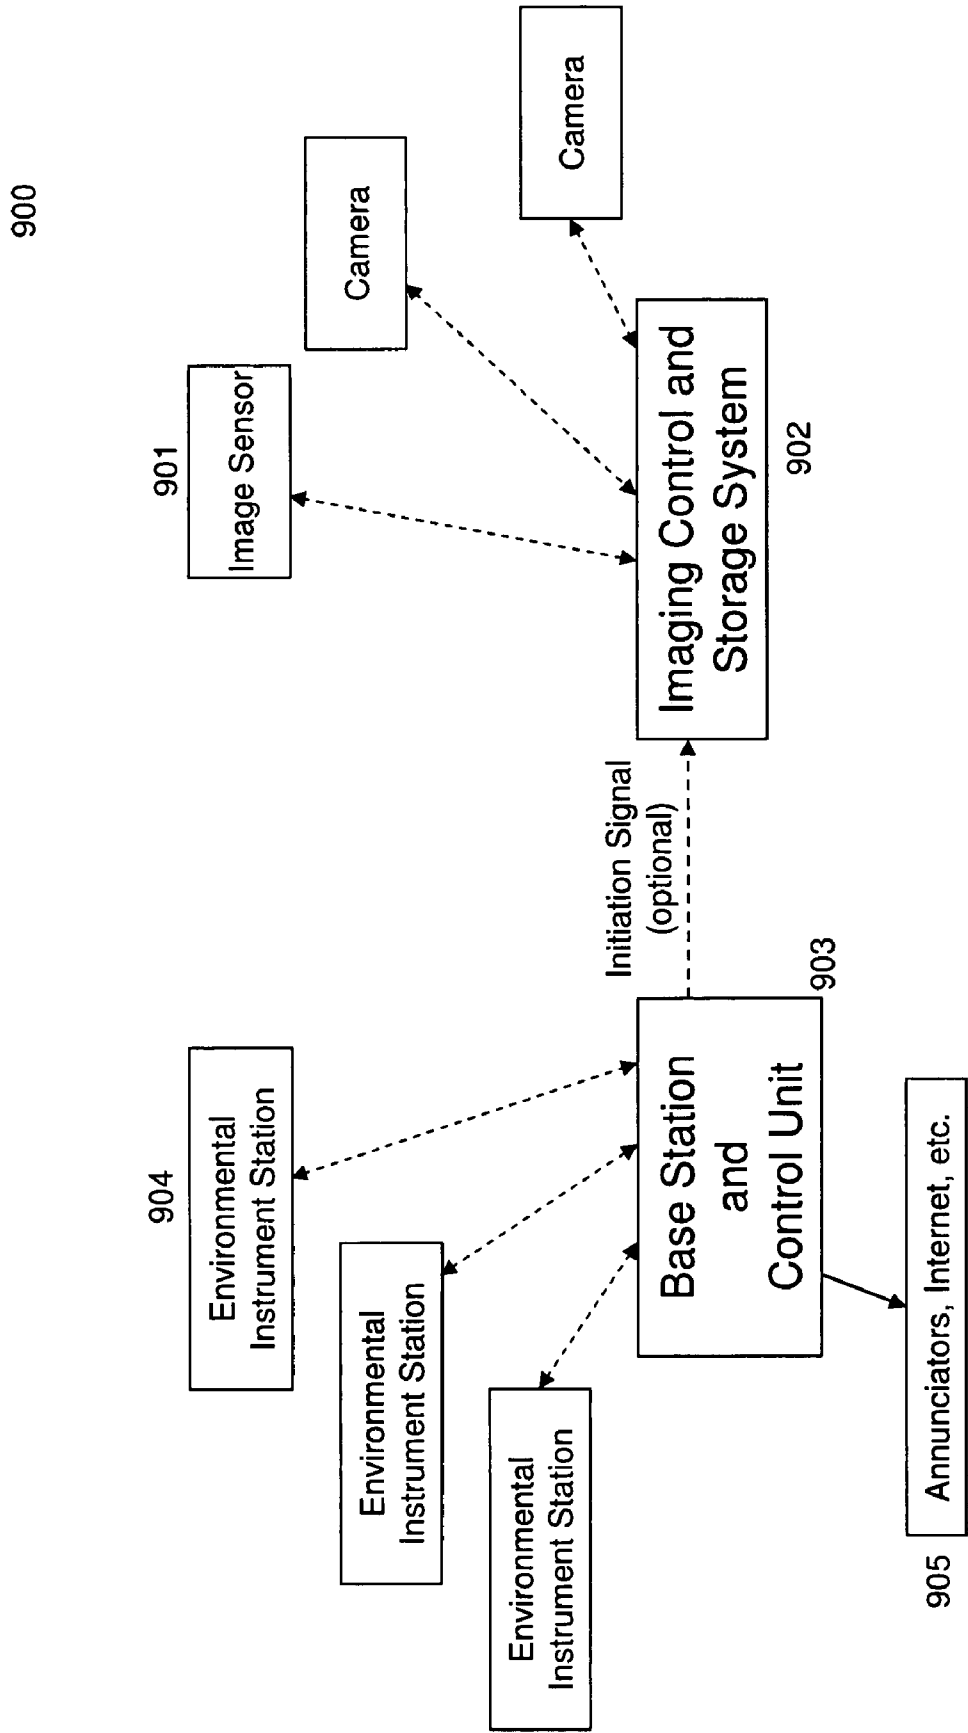 900
904
Environmental
Instrument Station
Environmental
Instrument Station
Environmental
Instrument Station
901
Image Sensor
Camera
Camera
Base Station
and
Control Unit
903
Initiation Signal
(optional)
Imaging Control and
Storage System
902
905
Annunciators, Internet, etc.